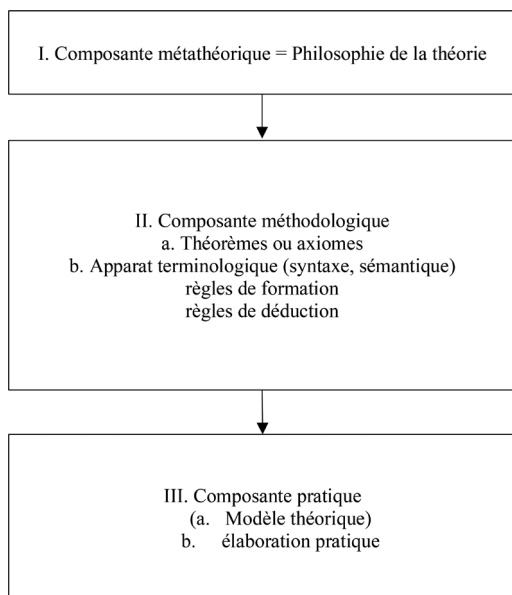 I. Composante métathéorique = Philosophie de la théorie
II. Composante méthodologique
a. Théorèmes ou axiomes
b. Apparat terminologique (syntaxe, sémantique)
règles de formation
règles de déduction
III. Composante pratique
(a. Modèle théorique)
b. élaboration pratique